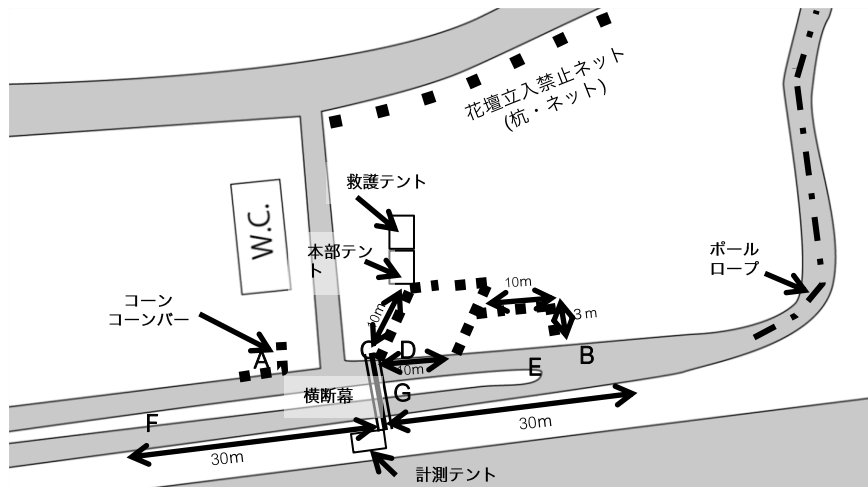 花壇立入禁止ネット
(杭・ネット)
救護テント
W.C.
本部テン
ト
ポール
ロープ
10m
3m
コーン
コーンバー
10m
A
C
D
10m
E
B
横断幕
G
F
30m
30m
計測テント